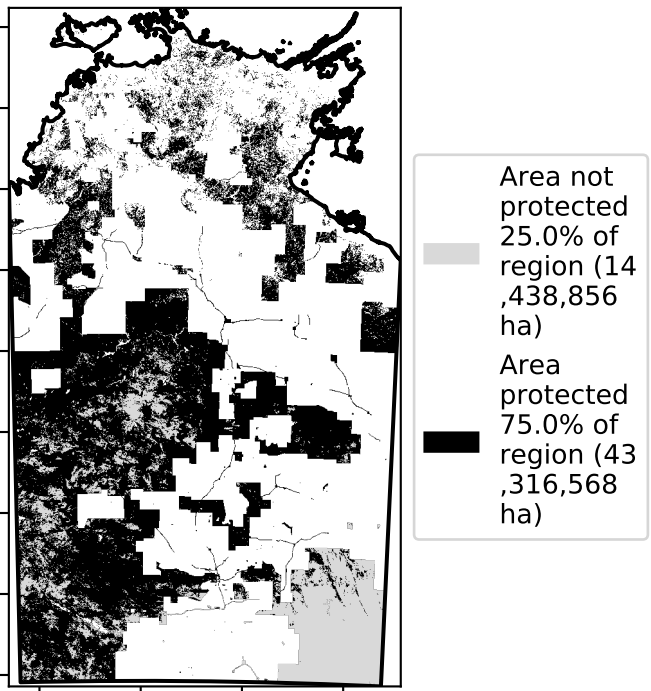 Area not
protected
25.0% of
region (14
,438,856
ha)
Area
protected
75.0% of
region (43
,316,568
ha)